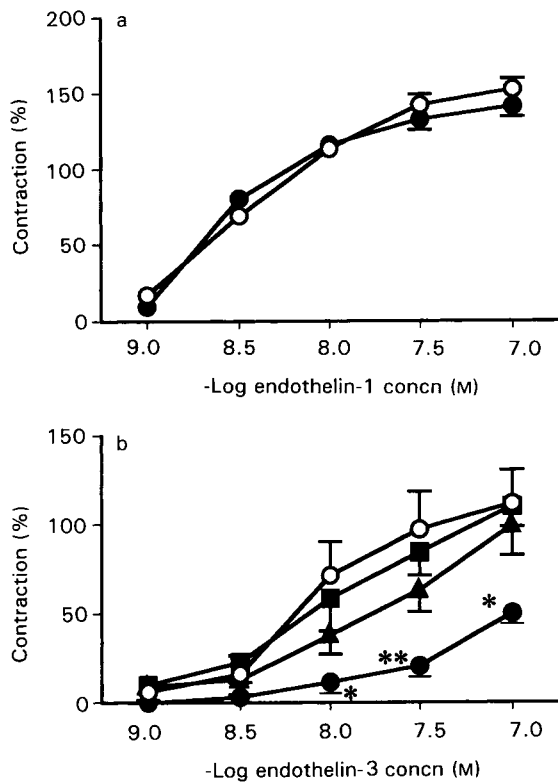 a
Contraction (%)
200
150
100
50
0
9.0 8.5 8.0 7.5 7.0
-Log endothelin-1 concn (M)
b
Contraction (%)
150
100
50
0
*
**
*
9.0 8.5 8.0 7.5 7.0
-Log endothelin-3 concn (M)